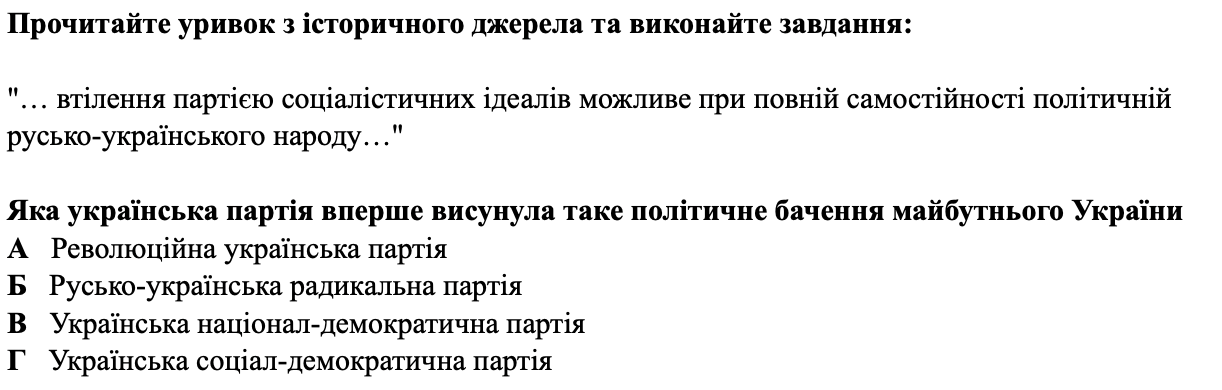 Прочитайте уривок з історичного джерела та виконайте завдання:
"… втілення партією соціалістичних ідеалів можливе при повній самостійності політичній
русько-українського народу…"
Яка українська партія вперше висунула таке політичне бачення майбутнього України
А Революційна українська партія
Б Русько-українська радикальна партія
В Українська націонал-демократична партія
Г Українська соціал-демократична партія